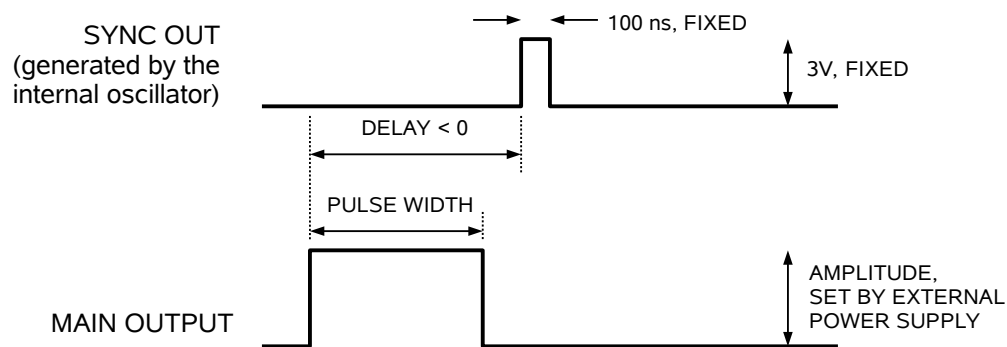 100 ns, FIXED
SYNC OUT
(generated by the
internal oscillator)
3V, FIXED
DELAY < 0
PULSE WIDTH
AMPLITUDE,
SET BY EXTERNAL
POWER SUPPLY
MAIN OUTPUT